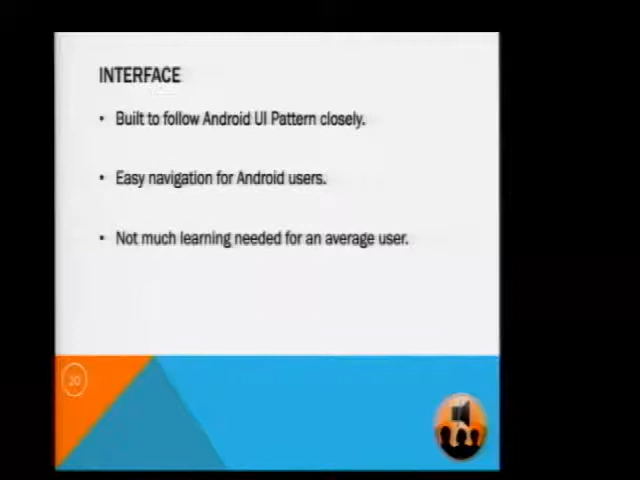 INTERFACE
• Built to follow Android UI Pattern closely.
• Easy navigation for Android users.
• Not much learning needed for an average user.
20